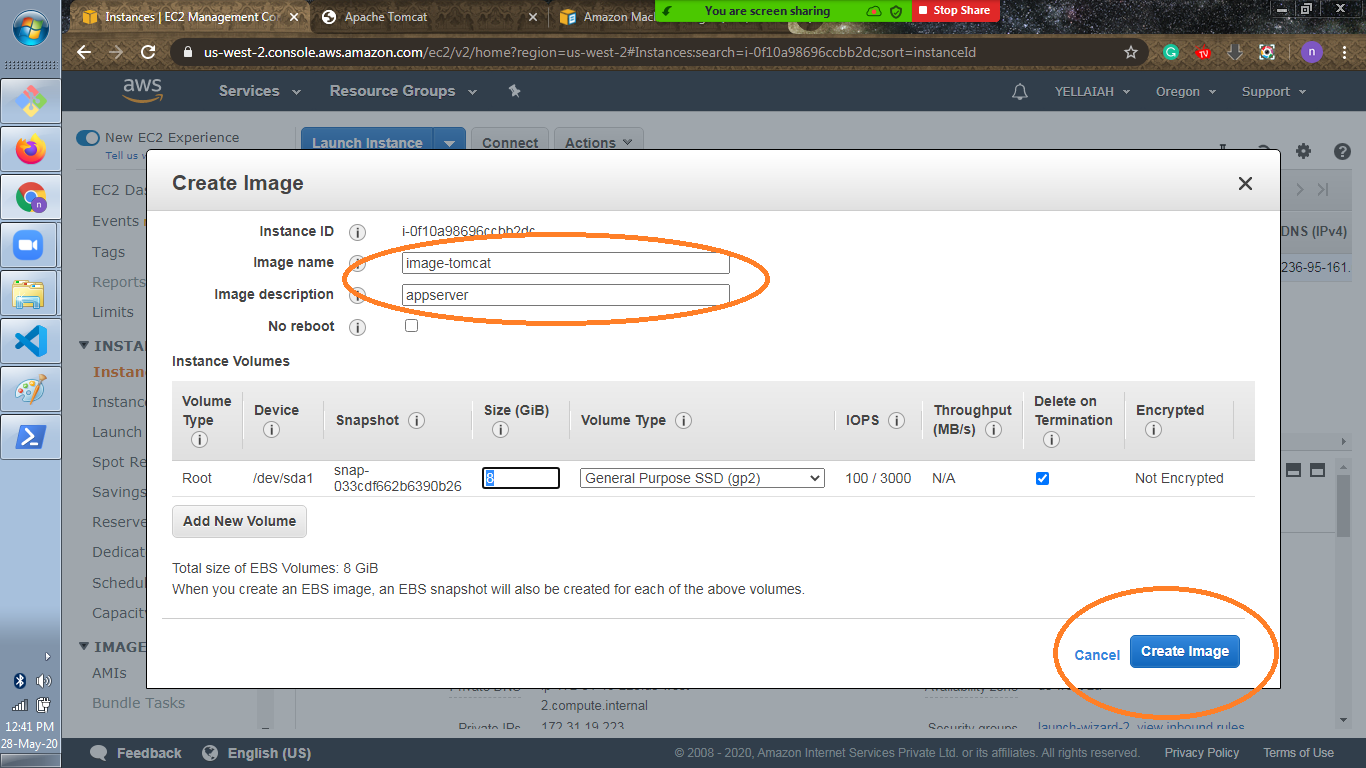 Instances | EC2 Management Co
Apache Tomcat
Amazon Mac
You are screen sharing
Stop Share
us-west-2.console.aws.amazon.com/ec2/v2/home?region=us-west-2#Instances:search=i-0f10a98696ccbb2dc;sort=instanceId
n
aws
Services
Resource Groups
YELLAIAH
Oregon
Support
New EC2 Experience
Tell us
Launch Instance
Connect
Actions
EC2 Das
Events
Tags
Reports
Limits
INSTAN
Instan
Instanc
Launch
Spot Re
Savings
Reserve
Dedicat
Schedul
Capacity
IMAGE
AMIs
Bundle Tasks
DNS (IPv4)
236-95-161.
Create Image
Instance ID i-0f10a98696ccbb2dc
Image name image-tomcat
Image description appserver
No reboot
Instance Volumes
Volume Type
Device
Snapshot
Size (GiB)
Volume Type
IOPS
Throughput (MB/s)
Delete on Termination
Encrypted
Root
/dev/sda1
snap-
033cdf662b6390b26
8
General Purpose SSD (gp2)
100 / 3000
N/A
Not Encrypted
Add New Volume
Total size of EBS Volumes: 8 GiB
When you create an EBS image, an EBS snapshot will also be created for each of the above volumes.
Cancel
Create Image
2.compute.internal
Private IPs
172.31.19.223
Security groups
launch-wizard-2. view inbound rules
12:41 PM
28-May-20
Feedback
English (US)
© 2008 - 2020, Amazon Internet Services Private Ltd. or its affiliates. All rights reserved.
Privacy Policy
Terms of Use